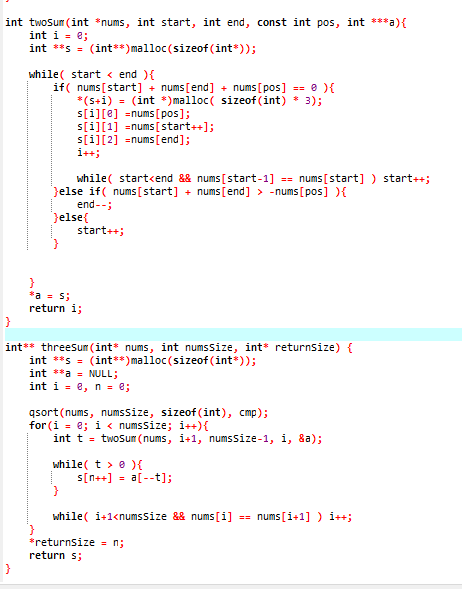 int twoSum(int *nums, int start, int end, const int pos, int ***a){
    int i = 0;
    int **s = (int**)malloc(sizeof(int*));

    while( start < end ){
        if( nums[start] + nums[end] + nums[pos] == 0 ){
            *(s+i) = (int *)malloc( sizeof(int) * 3);
            s[i][0] =nums[pos];
            s[i][1] =nums[start++];
            s[i][2] =nums[end];
            i++;

            while( start<end && nums[start-1] == nums[start] ) start++;
        }else if( nums[start] + nums[end] > -nums[pos] ){
            end--;
        }else{
            start++;
        }

    }
    *a = s;
    return i;
}

int** threeSum(int* nums, int numsSize, int* returnSize) {
    int **s = (int**)malloc(sizeof(int*));
    int **a = NULL;
    int i = 0, n = 0;

    qsort(nums, numsSize, sizeof(int), cmp);
    for(i = 0; i < numsSize; i++){
        int t = twoSum(nums, i+1, numsSize-1, i, &a);

        while( t > 0 ){
            s[n++] = a[--t];
        }

        while( i+1<numsSize && nums[i] == nums[i+1] ) i++;
    }
    *returnSize = n;
    return s;
}